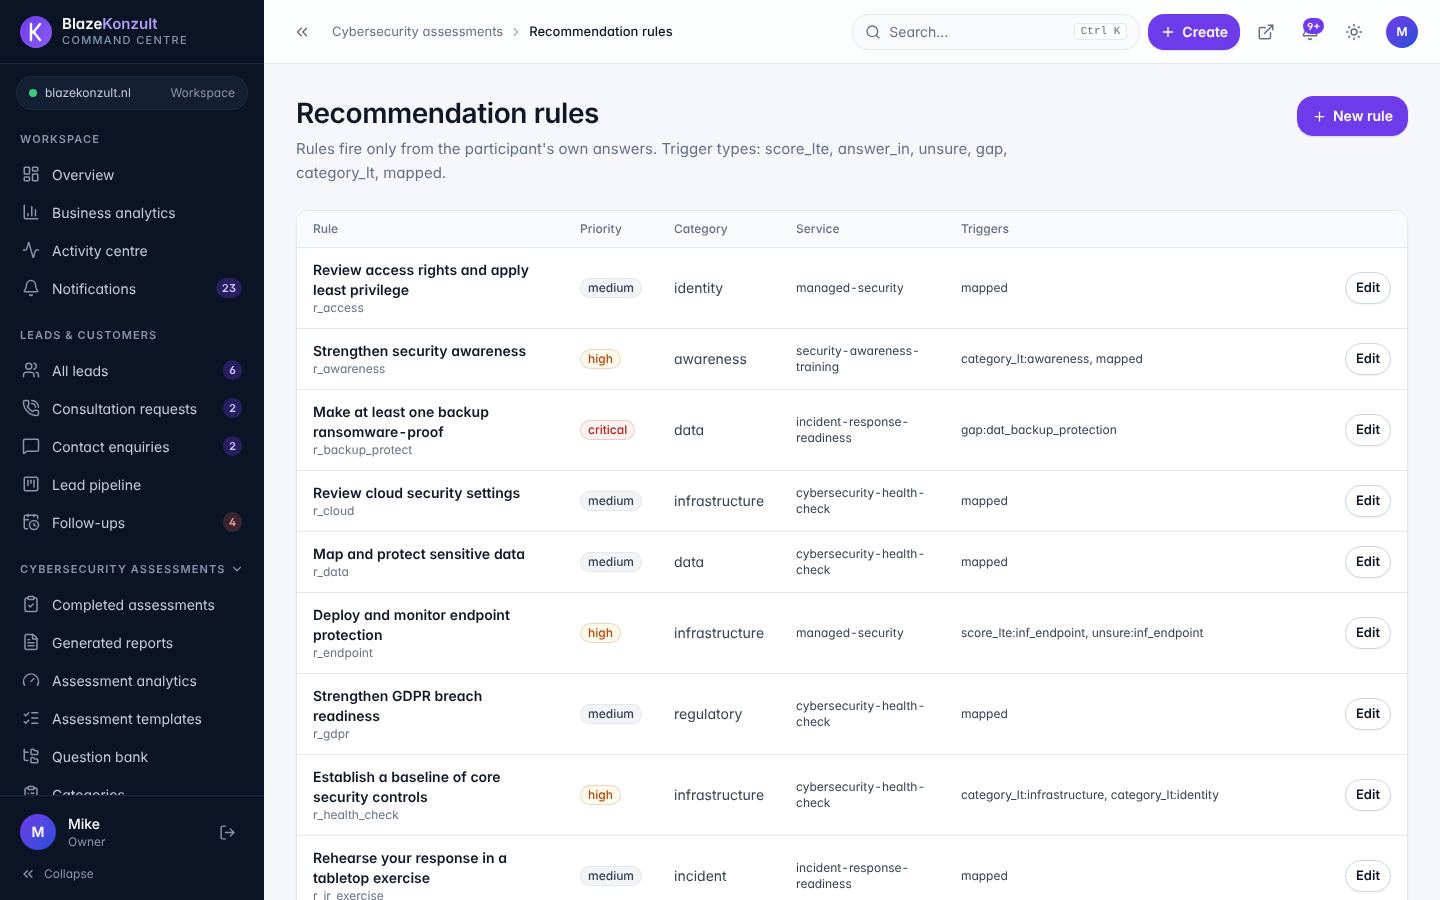 BlazeKonzult
COMMAND CENTRE
blazekonzult.nl Workspace
WORKSPACE
Overview
Business analytics
Activity centre
Notifications 23
LEADS & CUSTOMERS
All leads 6
Consultation requests 2
Contact enquiries 2
Lead pipeline
Follow-ups 4
CYBERSECURITY ASSESSMENTS
Completed assessments
Generated reports
Assessment analytics
Assessment templates
Question bank
Categories
M Mike
Owner
Collapse
Cybersecurity assessments Recommendation rules
Search... Ctrl K
Create
9+
M
Recommendation rules
New rule
Rules fire only from the participant's own answers. Trigger types: score_lte, answer_in, unsure, gap,
category_lt, mapped.
Rule Priority Category Service Triggers
Review access rights and apply
least privilege
r_access
medium identity managed-security mapped Edit
Strengthen security awareness
r_awareness
high awareness security-awareness-
training
category_lt:awareness, mapped Edit
Make at least one backup
ransomware-proof
r_backup_protect
critical data incident-response-
readiness
gap:dat_backup_protection Edit
Review cloud security settings
r_cloud
medium infrastructure cybersecurity-health-
check
mapped Edit
Map and protect sensitive data
r_data
medium data cybersecurity-health-
check
mapped Edit
Deploy and monitor endpoint
protection
r_endpoint
high infrastructure managed-security score_lte:inf_endpoint, unsure:inf_endpoint Edit
Strengthen GDPR breach
readiness
r_gdpr
medium regulatory cybersecurity-health-
check
mapped Edit
Establish a baseline of core
security controls
r_health_check
high infrastructure cybersecurity-health-
check
category_lt:infrastructure, category_lt:identity Edit
Rehearse your response in a
tabletop exercise
r_ir_exercise
medium incident incident-response-
readiness
mapped Edit